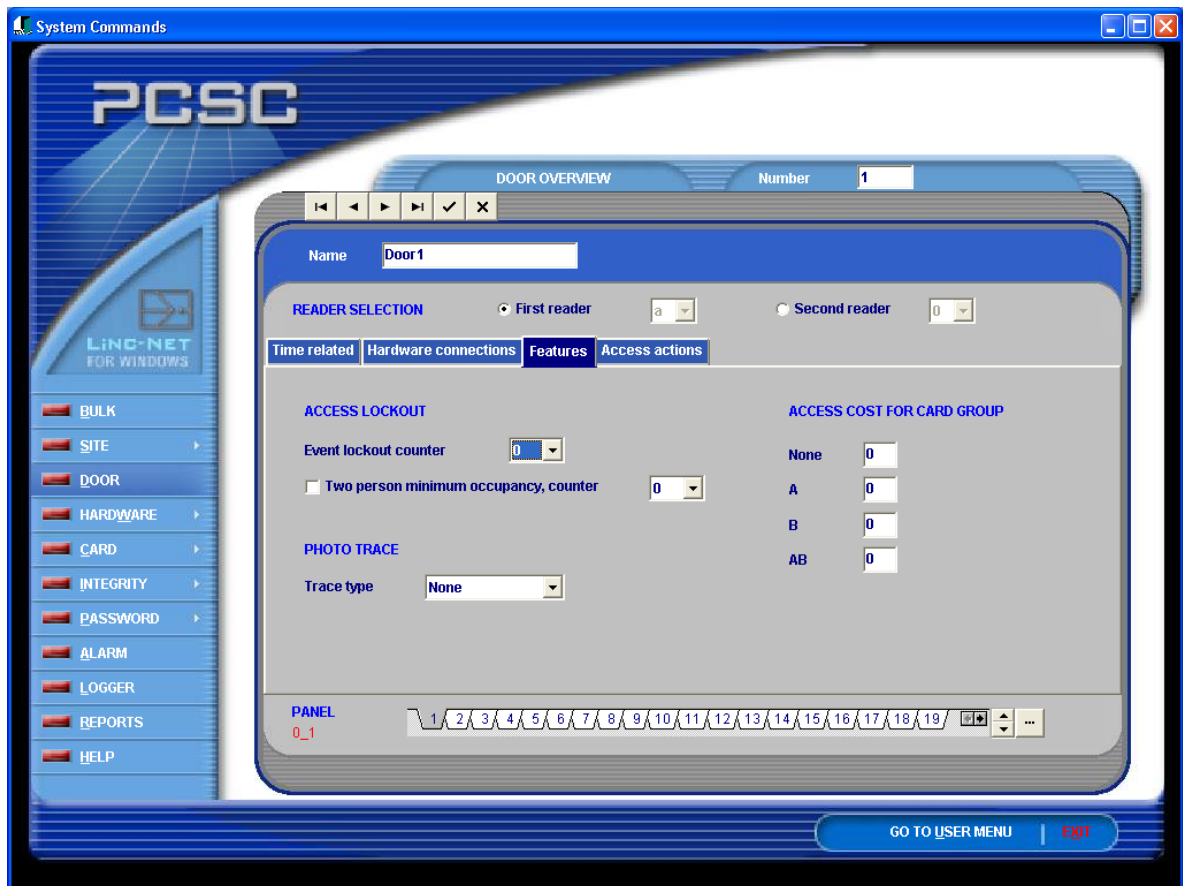 System Commands
PCSC
DOOR OVERVIEW
Number 1
Name Door1
READER SELECTION First reader a Second reader 0
LiNC-NET
FOR WINDOWS
Time related Hardware connections Features Access actions
BULK
SITE
DOOR
HARDWARE
CARD
INTEGRITY
PASSWORD
ALARM
LOGGER
REPORTS
HELP
ACCESS LOCKOUT
Event lockout counter 0
Two person minimum occupancy, counter 0
PHOTO TRACE
Trace type None
ACCESS COST FOR CARD GROUP
None 0
A 0
B 0
AB 0
PANEL
0_1
1 2 3 4 5 6 7 8 9 10 11 12 13 14 15 16 17 18 19 ...
GO TO USER MENU | EXIT